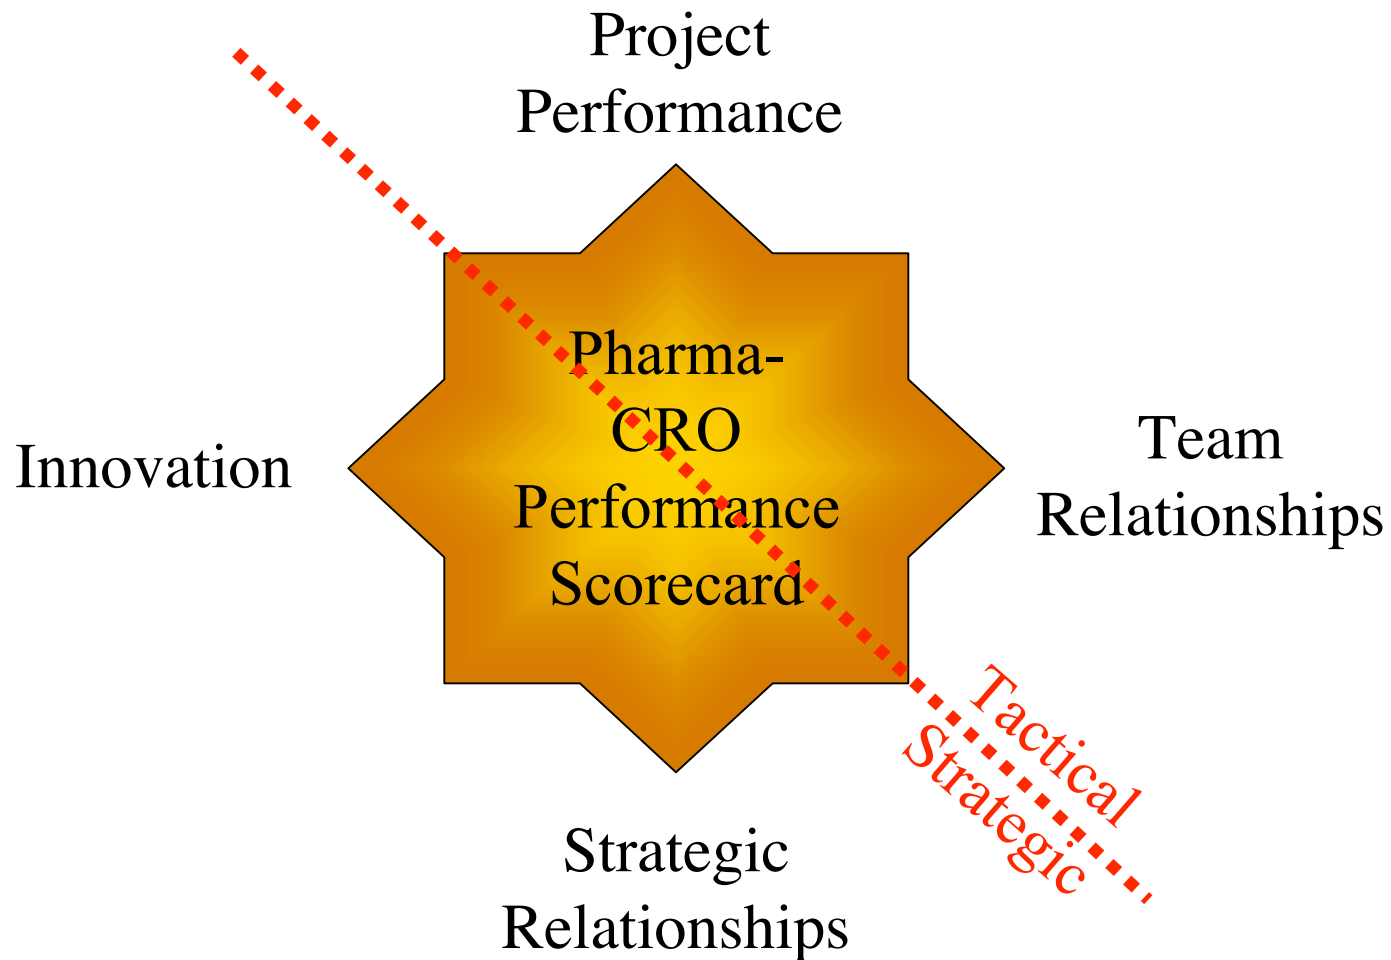 Project
Performance
Pharma-
CRO
Performance
Scorecard
Innovation
Team
Relationships
Tactical
Strategic
Strategic
Relationships